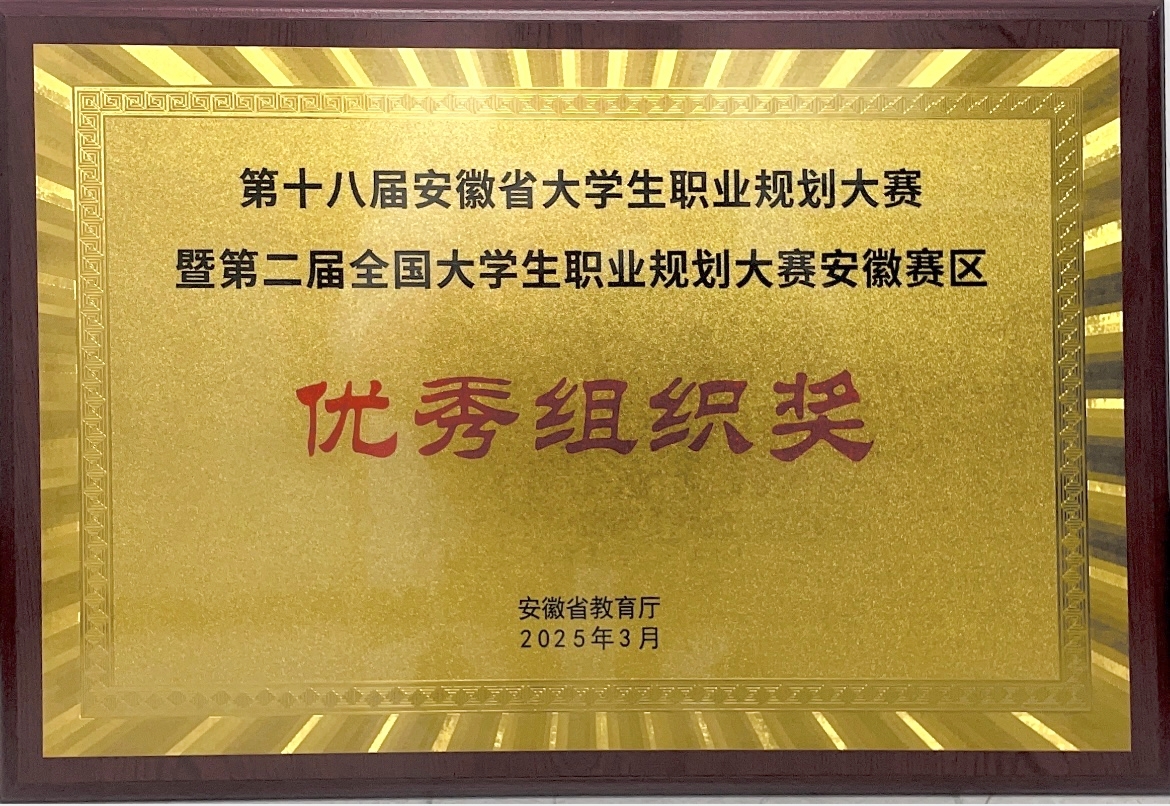 第十八届安徽省大学生职业规划大赛
暨第二届全国大学生职业规划大赛安徽赛区
优秀组织奖
安徽省教育厅
2025年3月